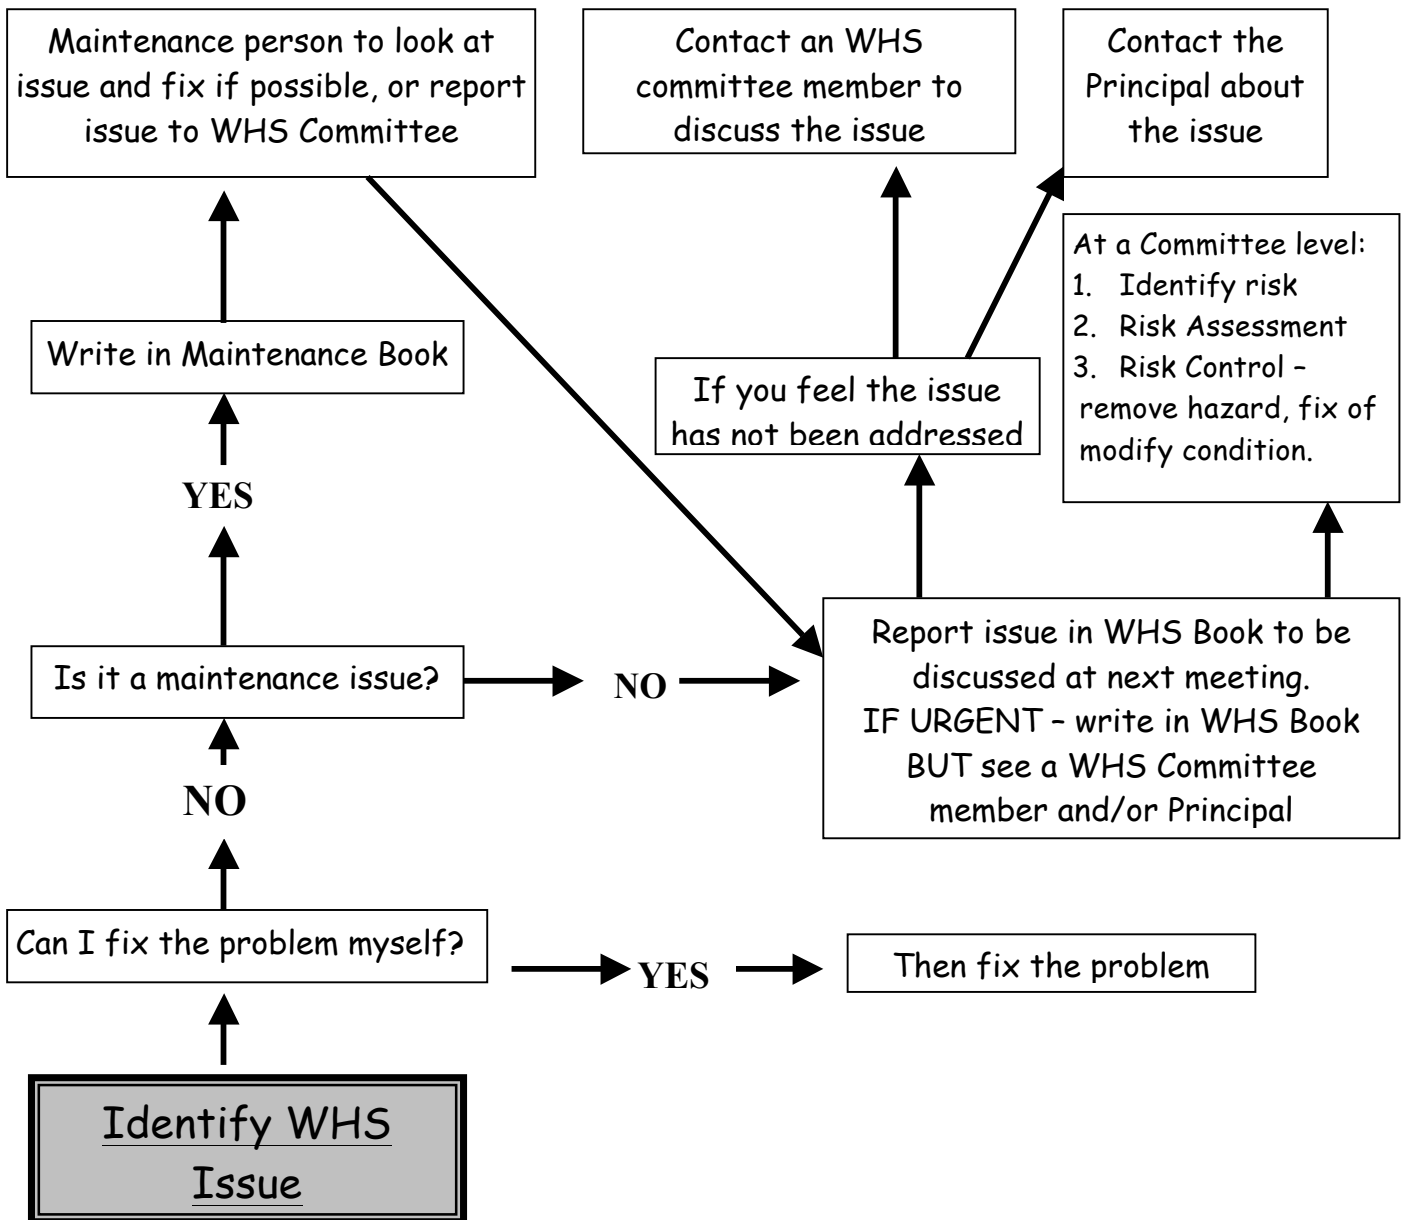 Maintenance person to look at
issue and fix if possible, or report
issue to WHS Committee
Contact an WHS
committee member to
discuss the issue
Contact the
Principal about
the issue
At a Committee level:
1. Identify risk
2. Risk Assessment
3. Risk Control –
remove hazard, fix of
modify condition.
Write in Maintenance Book
If you feel the issue
has not been addressed
YES
Is it a maintenance issue?
NO
Report issue in WHS Book to be
discussed at next meeting.
IF URGENT – write in WHS Book
BUT see a WHS Committee
member and/or Principal
NO
Can I fix the problem myself?
YES
Then fix the problem
Identify WHS
Issue